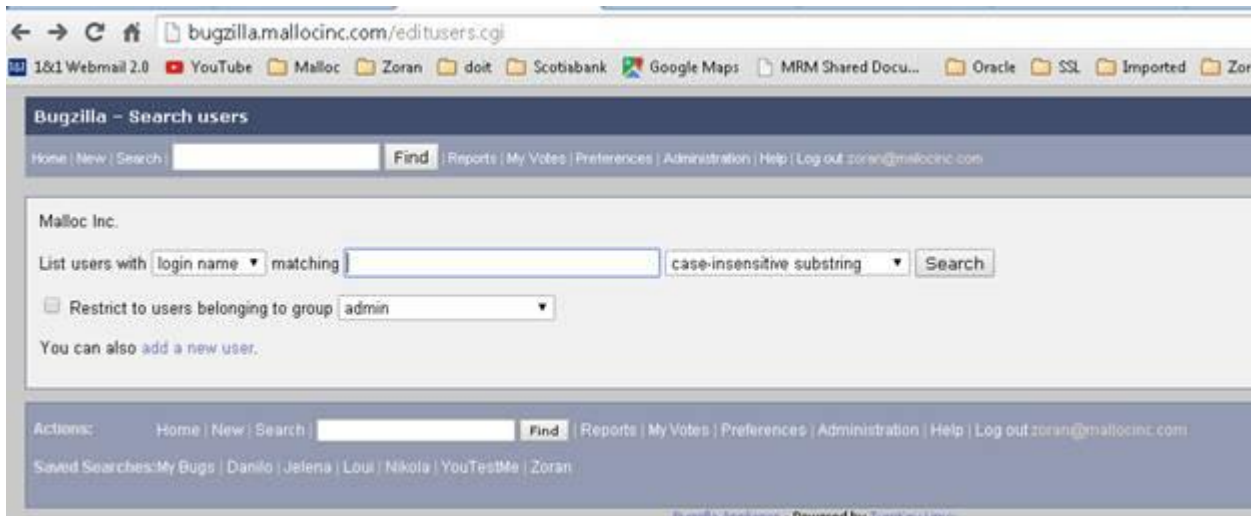 bugzilla.mallocinc.com/editusers.cgi
1&1 Webmail 2.0 YouTube Malloc Zoran doit Scotiabank Google Maps MRM Shared Docu... Oracle SSL Imported Zor
Bugzilla – Search users
Home | New | Search | Find | Reports | My Votes | Preferences | Administration | Help | Log out zoran@mallocinc.com
Malloc Inc.
List users with login name matching case-insensitive substring Search
Restrict to users belonging to group admin
You can also add a new user.
Actions: Home | New | Search | Find | Reports | My Votes | Preferences | Administration | Help | Log out zoran@mallocinc.com
Saved Searches:My Bugs | Danilo | Jelena | Loui | Nikola | YouTestMe | Zoran